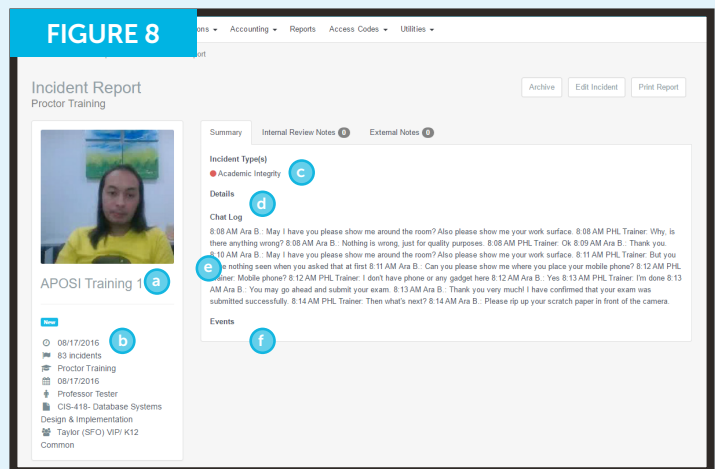 FIGURE 8
ons Accounting Reports Access Codes Utilities
ort
Incident Report
Proctor Training
Archive Edit Incident Print Report
APOSI Training 1
a
New
08/17/2016
b
83 incidents
Proctor Training
08/17/2016
Professor Tester
CIS-418- Database Systems
Design & Implementation
Taylor (SFO) VIP/ K12
Common
Summary Internal Review Notes 0 External Notes 0
Incident Type(s)
Academic Integrity
c
Details
d
Chat Log
8:08 AM Ara B.: May I have you please show me around the room? Also please show me your work surface. 8:08 AM PHL Trainer: Why, is
there anything wrong? 8:08 AM Ara B.: Nothing is wrong, just for quality purposes. 8:08 AM PHL Trainer: Ok 8:09 AM Ara B.: Thank you.
8:10 AM Ara B.: May I have you please show me around the room? Also please show me your work surface. 8:11 AM PHL Trainer: But you
e
nothing seen when you asked that at first 8:11 AM Ara B.: Can you please show me where you place your mobile phone? 8:12 AM PHL
Trainer: Mobile phone? 8:12 AM PHL Trainer: I don't have phone or any gadget here 8:12 AM Ara B.: Yes 8:13 AM PHL Trainer: I'm done 8:13
AM Ara B.: You may go ahead and submit your exam. 8:13 AM Ara B.: Thank you very much! I have confirmed that your exam was
submitted successfully. 8:14 AM PHL Trainer: Then what's next? 8:14 AM Ara B.: Please rip up your scratch paper in front of the camera.
Events
f